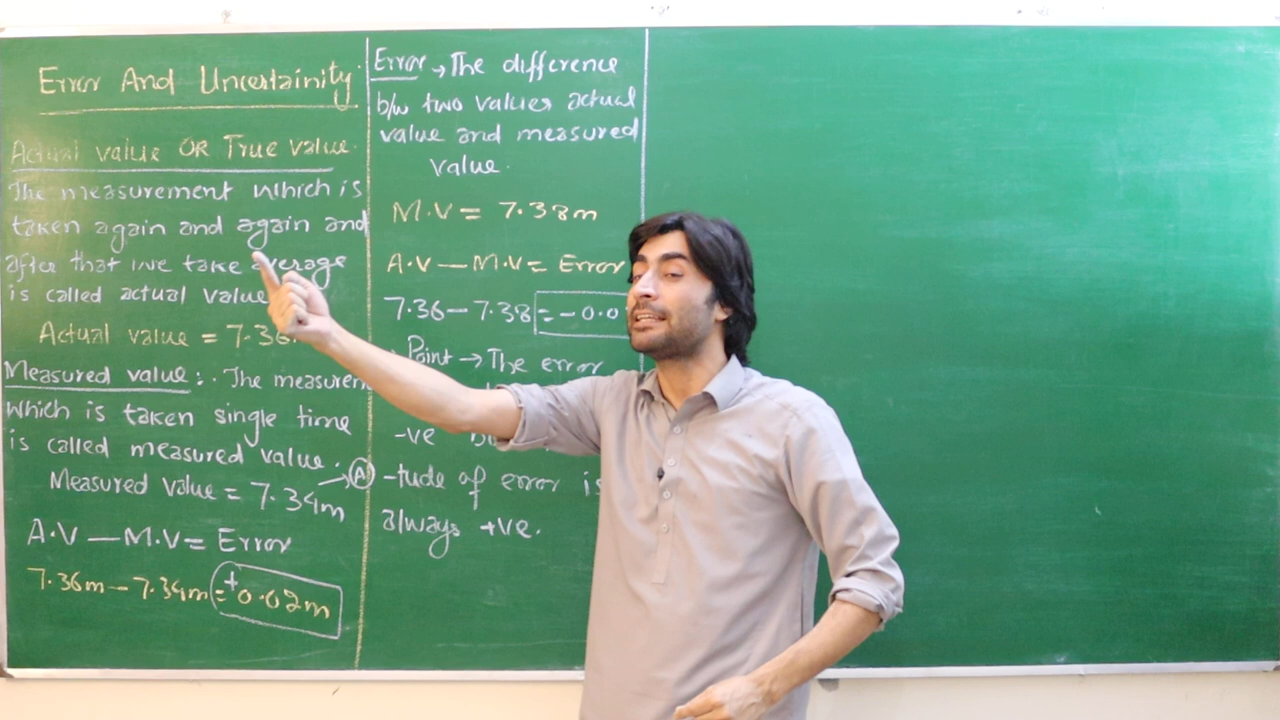 Error And Uncertainity
Actual value OR True value.
The measurement which is
taken again and again and
after that we take average
is called actual value
Actual value = 7.36
Measured value:. The measurem
which is taken single time
is called measured value.
Measured value = 7.34m → A
A.V — M.V = Error
7.36m — 7.34m = +0.02m
Error → The difference
b/w two values actual
value and measured
value.
M.V = 7.38m
A.V — M.V = Error
7.36 — 7.38 = -0.0
Point → The error
-ve
-tude of error is
always +ve.